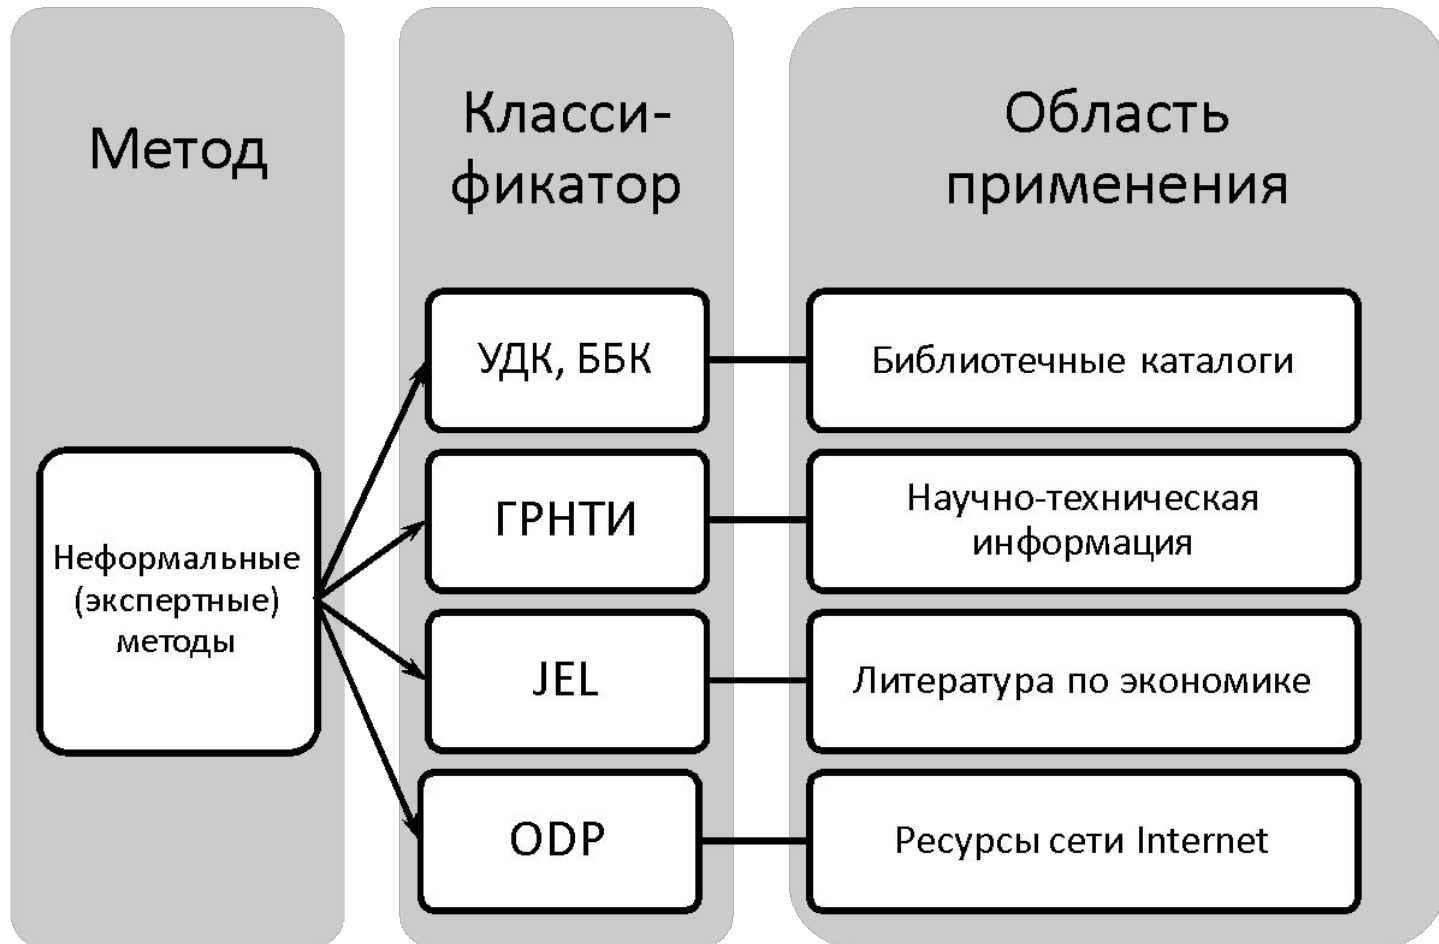 Метод
Класси-
фикатор
Область
применения
Неформальные
(экспертные)
методы
УДК, ББК
Библиотечные каталоги
ГРНТИ
Научно-техническая
информация
JEL
Литература по экономике
ODP
Ресурсы сети Internet